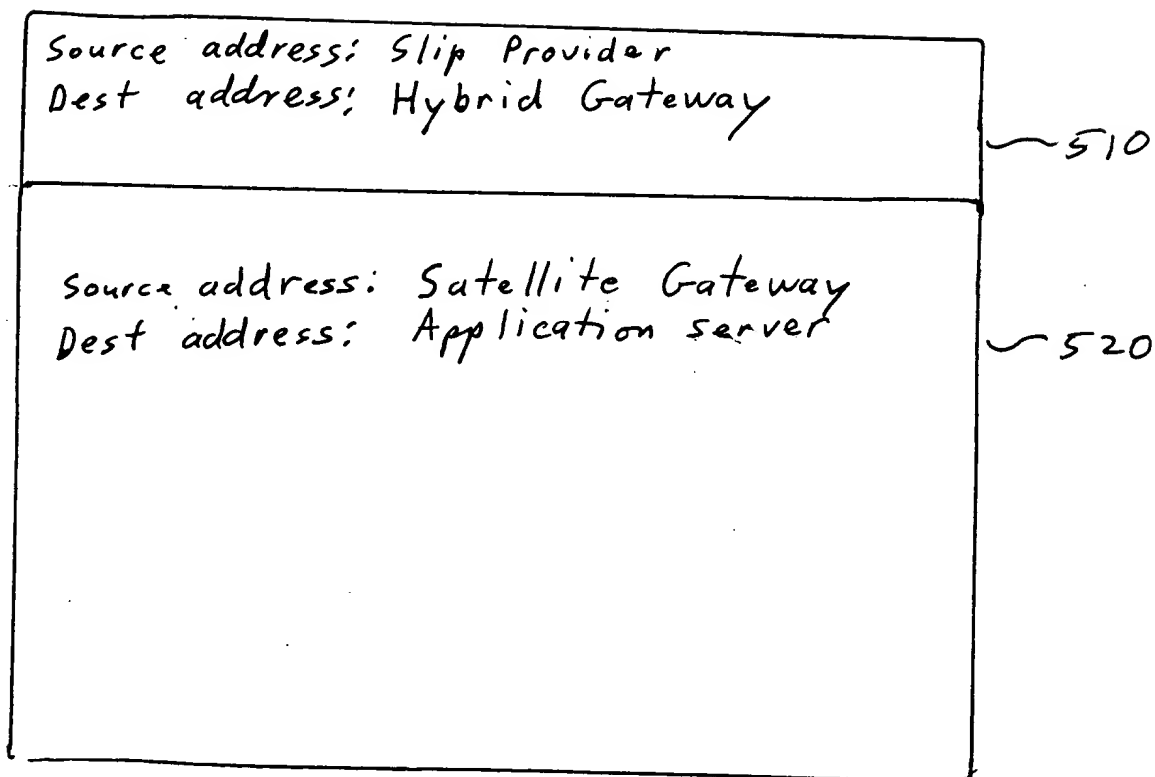 Source address: Slip Provider
Dest address: Hybrid Gateway
510
Source address: Satellite Gateway
Dest address: Application server
520